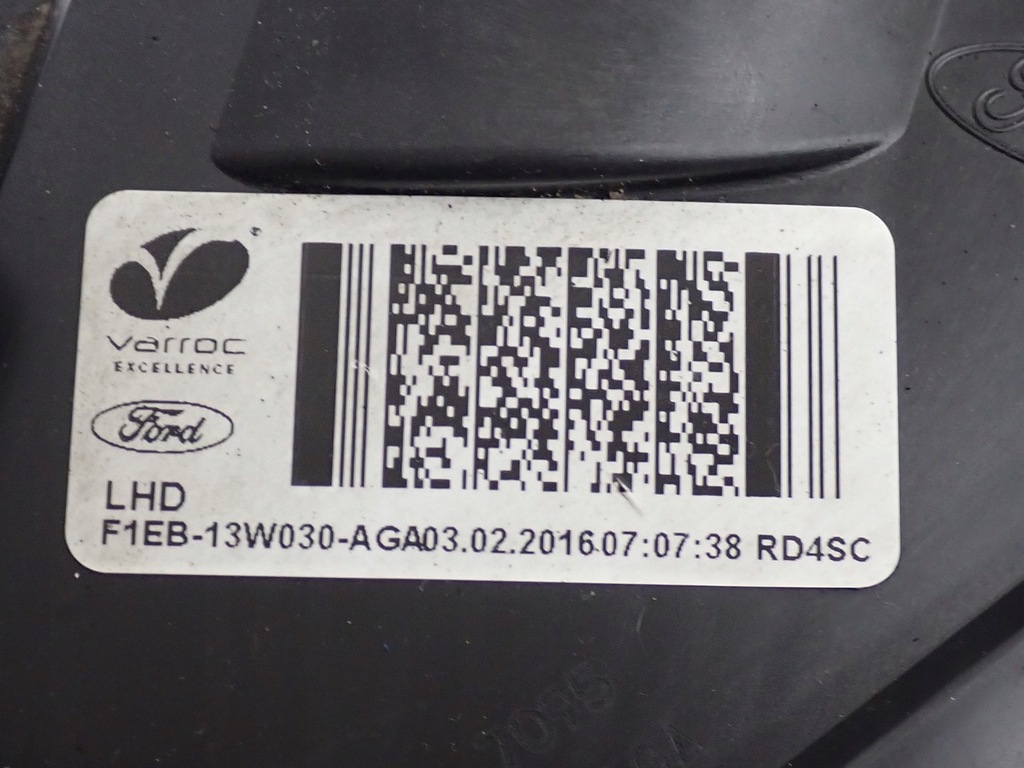 varroc
EXCELLENCE
Ford
LHD
F1EB-13W030-AGA03.02.2016.07:07:38 RD4SC